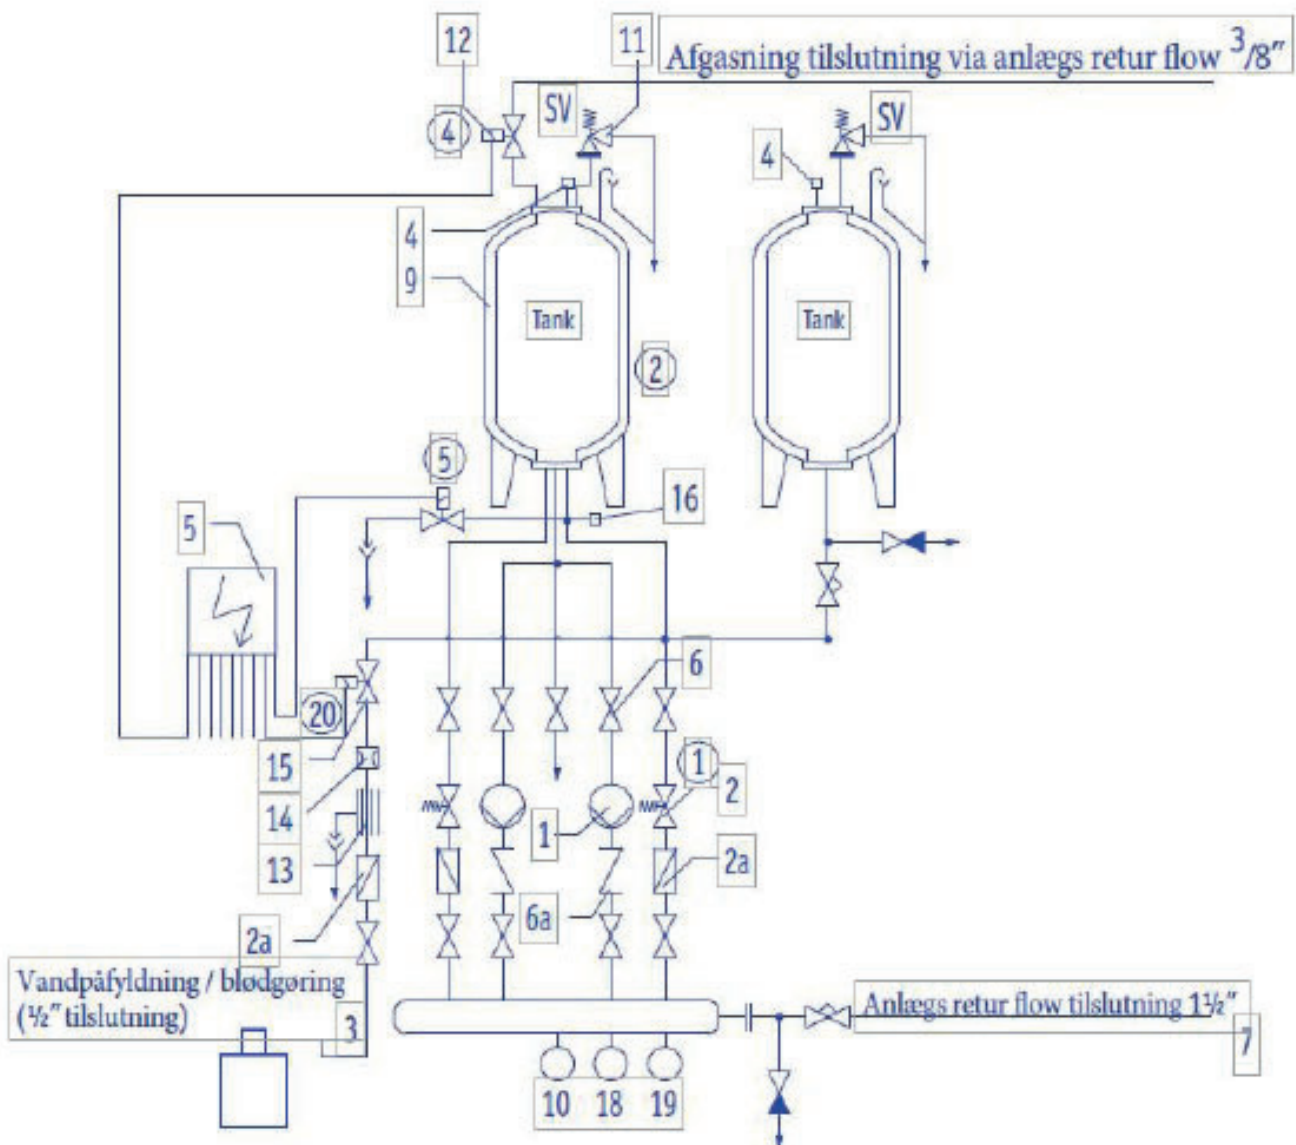 12
11
Afgasning tilslutning via anlægs retur flow 3/8"
4
SV
SV
4
4
9
Tank
Tank
2
5
16
5
6
20
15
1
2
14
1
13
2a
6a
2a
Vandpåfyldning / blødgøring
(½" tilslutning)
3
Anlægs retur flow tilslutning 1½"
7
10 18 19